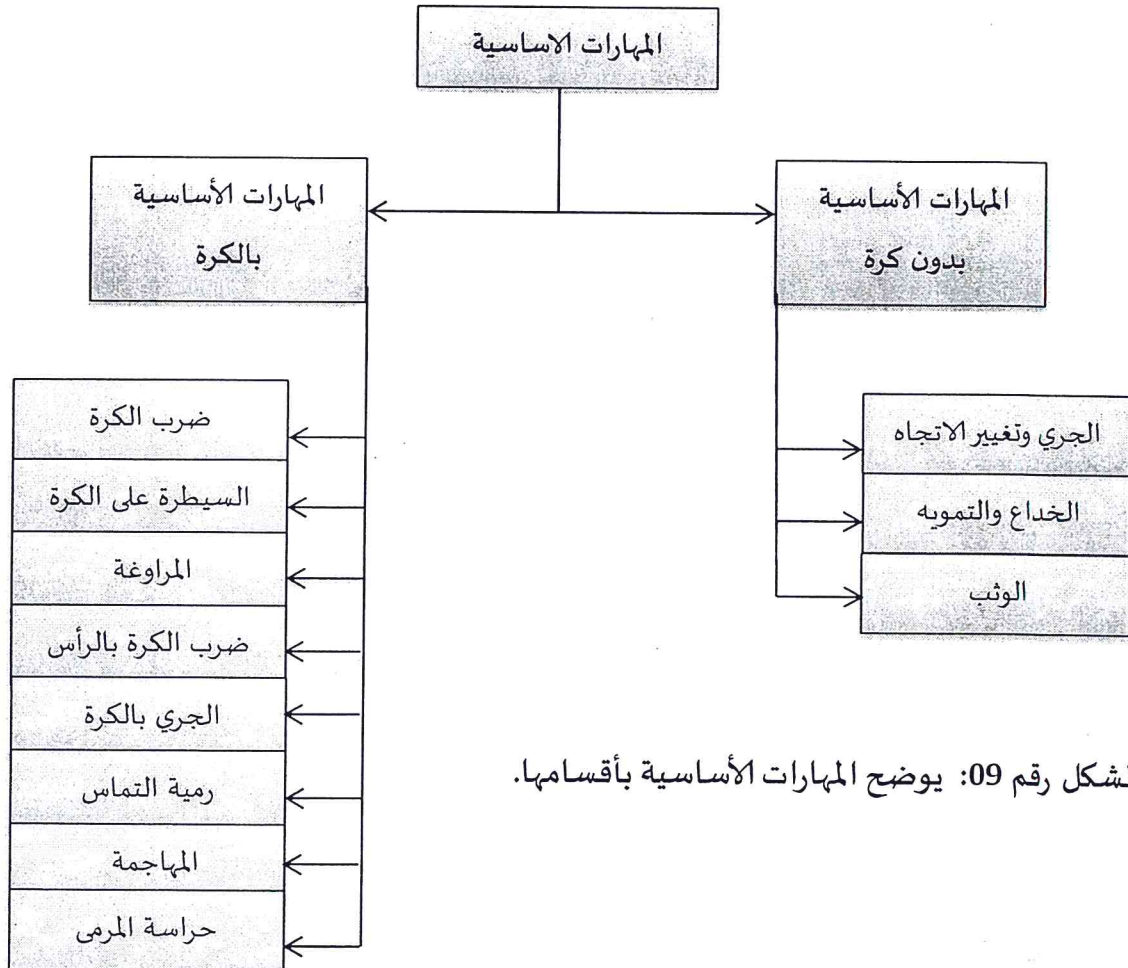 المهارات الاساسية
المهارات الأساسية
بدون كرة
المهارات الأساسية
بالكرة
الجري وتغيير الاتجاه
الخداع والتمويه
الوثب
ضرب الكرة
السيطرة على الكرة
المراوغة
ضرب الكرة بالرأس
الجري بالكرة
رمية التماس
المهاجمة
حراسة المرمى
لشكل رقم 09: يوضح المهارات الأساسية بأقسامها.